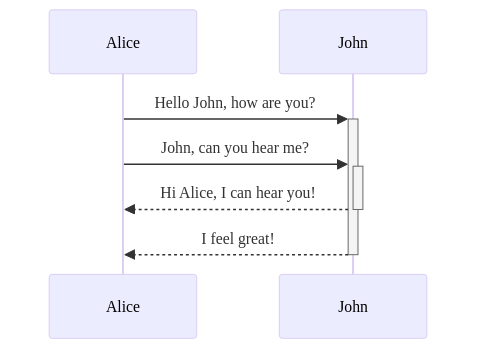 Alice
John
Hello John, how are you?
John, can you hear me?
Hi Alice, I can hear you!
I feel great!
Alice
John